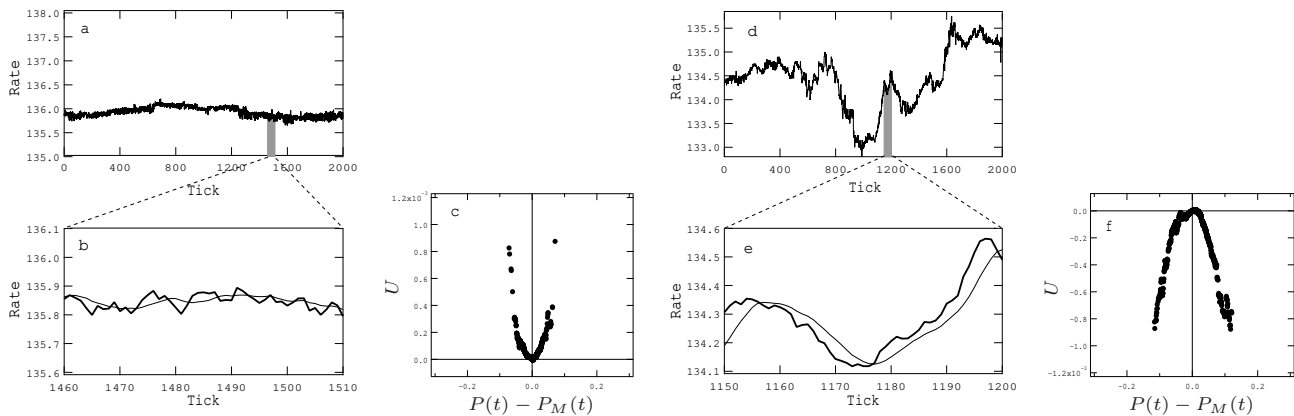 138.0
137.5
137.0
136.5
136.0
135.5
135.0
Rate
a
0 400 800 1200 1600 2000
Tick
136.1
136.0
135.9
135.8
135.7
135.6
Rate
b
1460 1470 1480 1490 1500 1510
Tick
1.2x10⁻³
1.0
0.8
0.6
0.4
0.2
0.0
U
c
-0.2 0.0 0.2
P(t) − P_M(t)
135.5
135.0
134.5
134.0
133.5
133.0
Rate
d
0 400 800 1200 1600 2000
Tick
134.6
134.5
134.4
134.3
134.2
134.1
Rate
e
1150 1160 1170 1180 1190 1200
Tick
0.0
-0.2
-0.4
-0.6
-0.8
-1.0
-1.2x10⁻³
U
f
-0.2 0.0 0.2
P(t) − P_M(t)